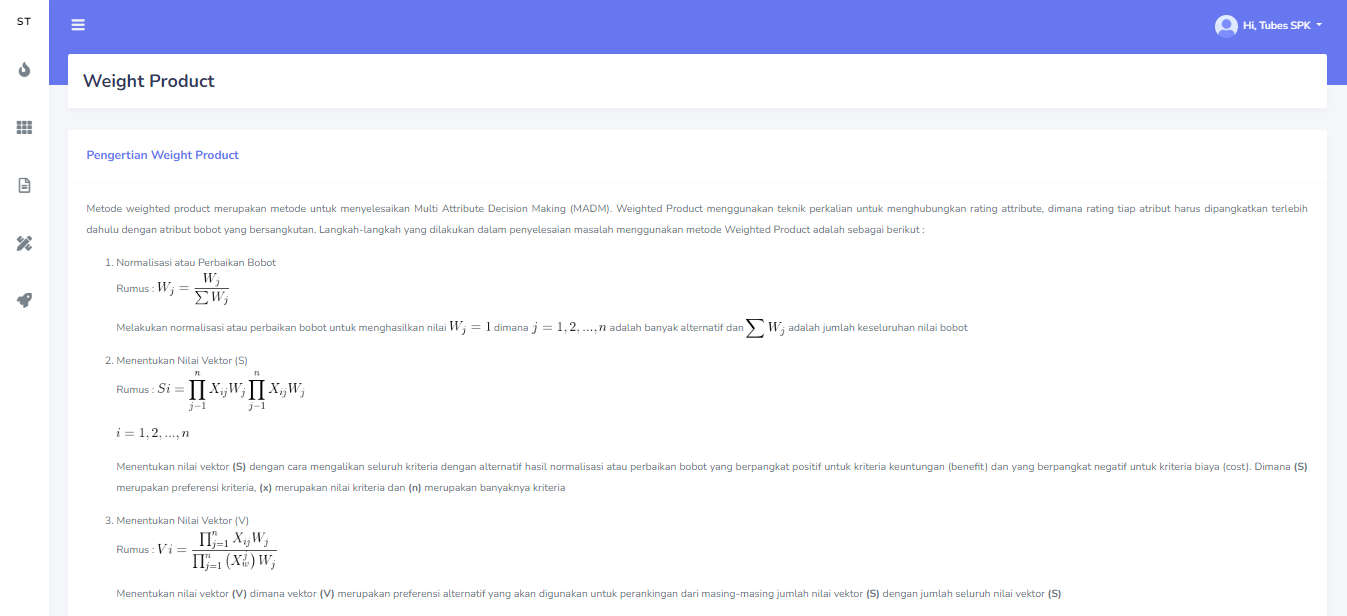 ST
Hi, Tubes SPK
Weight Product
Pengertian Weight Product
Metode weighted product merupakan metode untuk menyelesaikan Multi Attribute Decision Making (MADM). Weighted Product menggunakan teknik perkalian untuk menghubungkan rating attribute, dimana rating tiap atribut harus dipangkatkan terlebih
dahulu dengan atribut bobot yang bersangkutan. Langkah-langkah yang dilakukan dalam penyelesaian masalah menggunakan metode Weighted Product adalah sebagai berikut :
1. Normalisasi atau Perbaikan Bobot
Rumus : $W_j = \frac{W_j}{\sum W_j}$
Melakukan normalisasi atau perbaikan bobot untuk menghasilkan nilai $W_j = 1$ dimana $j = 1, 2, ..., n$ adalah banyak alternatif dan $\sum W_j$ adalah jumlah keseluruhan nilai bobot
2. Menentukan Nilai Vektor (S)
Rumus : $Si = \prod_{j-1}^{n} X_{ij} W_j \prod_{j-1}^{n} X_{ij} W_j$
$i = 1, 2, ..., n$
Menentukan nilai vektor (S) dengan cara mengalikan seluruh kriteria dengan alternatif hasil normalisasi atau perbaikan bobot yang berpangkat positif untuk kriteria keuntungan (benefit) dan yang berpangkat negatif untuk kriteria biaya (cost). Dimana (S)
merupakan preferensi kriteria, (x) merupakan nilai kriteria dan (n) merupakan banyaknya kriteria
3. Menentukan Nilai Vektor (V)
Rumus : $Vi = \frac{\prod_{j=1}^{n} X_{ij} W_j}{\prod_{j=1}^{n} (X_w^j) W_j}$
Menentukan nilai vektor (V) dimana vektor (V) merupakan preferensi alternatif yang akan digunakan untuk perankingan dari masing-masing jumlah nilai vektor (S) dengan jumlah seluruh nilai vektor (S)